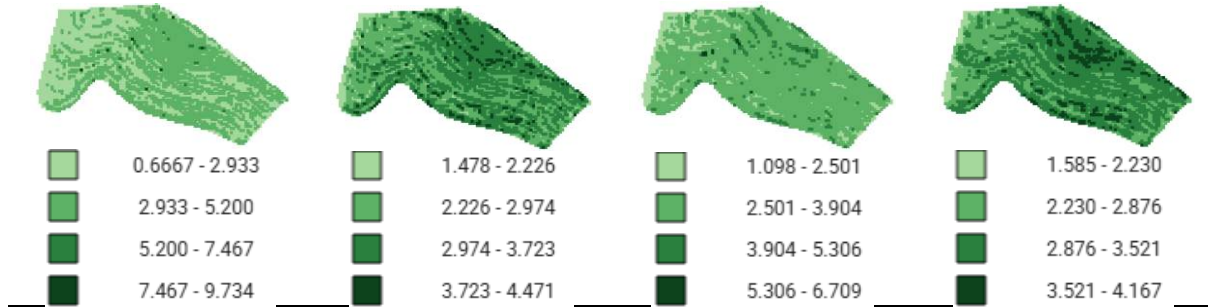 0.6667 - 2.933 1.478 - 2.226 1.098 - 2.501 1.585 - 2.230
2.933 - 5.200 2.226 - 2.974 2.501 - 3.904 2.230 - 2.876
5.200 - 7.467 2.974 - 3.723 3.904 - 5.306 2.876 - 3.521
7.467 - 9.734 3.723 - 4.471 5.306 - 6.709 3.521 - 4.167